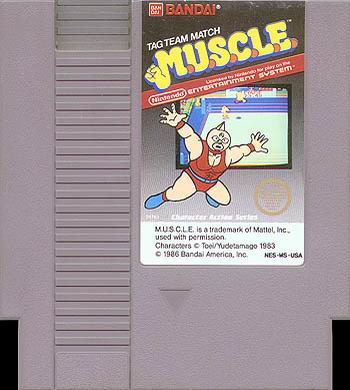 BAN
DAI
BANDAI
TAG TEAM MATCH
M.U.S.C.L.E.
Licensed by Nintendo for play on the
Nintendo ENTERTAINMENT SYSTEM
Character Action Series
M.U.S.C.L.E. is a trademark of Mattel, Inc.,
used with permission.
Characters © Toei/Yudetamago 1983
© 1986 Bandai America, Inc. NES-MS-USA